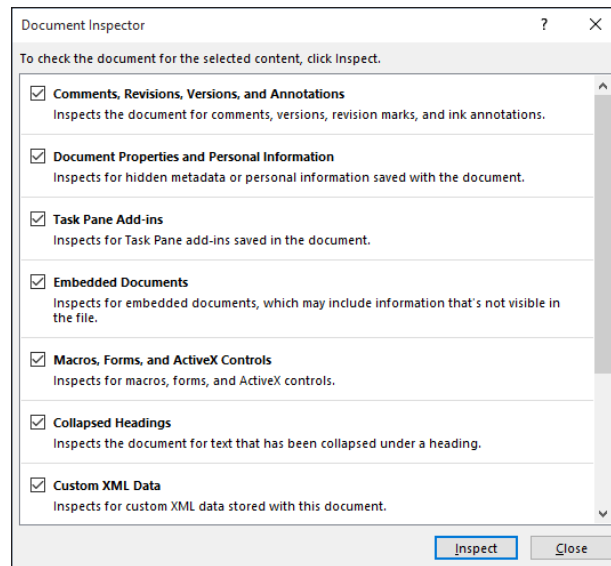 Document Inspector ?
To check the document for the selected content, click Inspect.
Comments, Revisions, Versions, and Annotations
Inspects the document for comments, versions, revision marks, and ink annotations.
Document Properties and Personal Information
Inspects for hidden metadata or personal information saved with the document.
Task Pane Add-ins
Inspects for Task Pane add-ins saved in the document.
Embedded Documents
Inspects for embedded documents, which may include information that's not visible in
the file.
Macros, Forms, and ActiveX Controls
Inspects for macros, forms, and ActiveX controls.
Collapsed Headings
Inspects the document for text that has been collapsed under a heading.
Custom XML Data
Inspects for custom XML data stored with this document.
Inspect Close